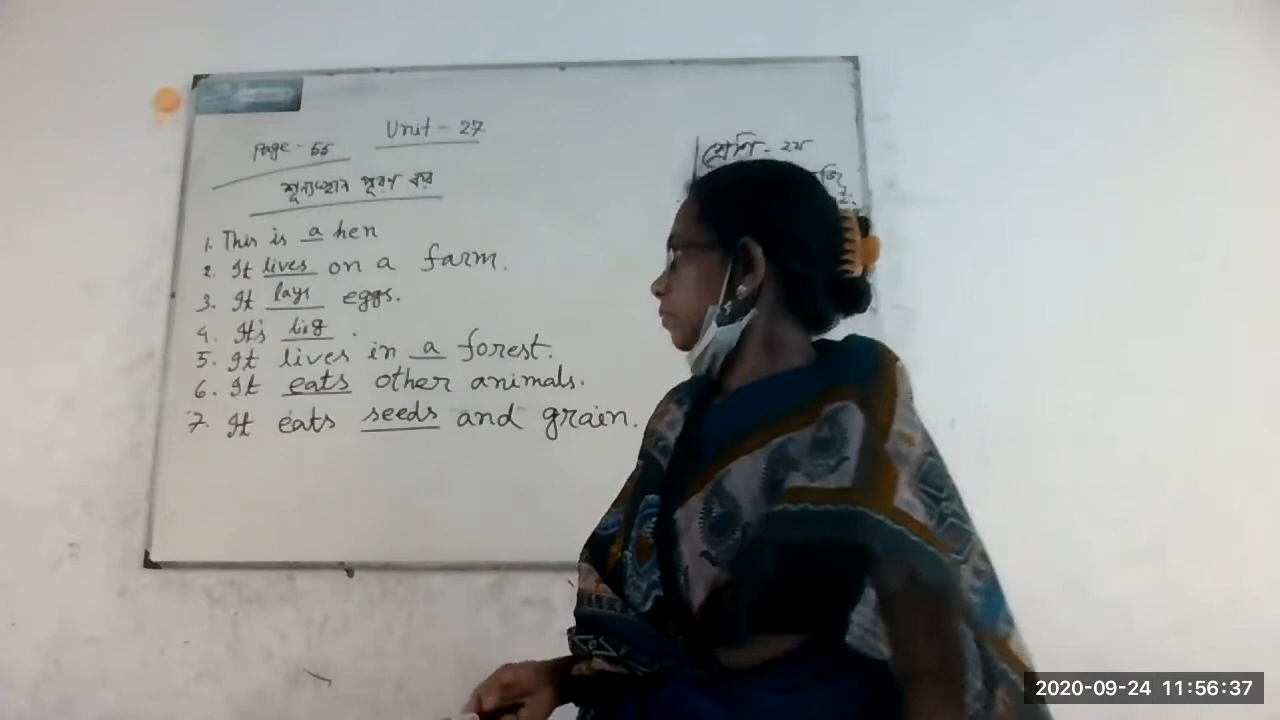 Unit - 27
Page - 55
শূন্যস্থান পূরণ কর
1. This is a hen
2. It lives on a farm.
3. It lays eggs.
4. It's big.
5. It lives in a forest.
6. It eats other animals.
7. It eats seeds and grain.
শ্রেণি - ২য়
2020-09-24 11:56:37